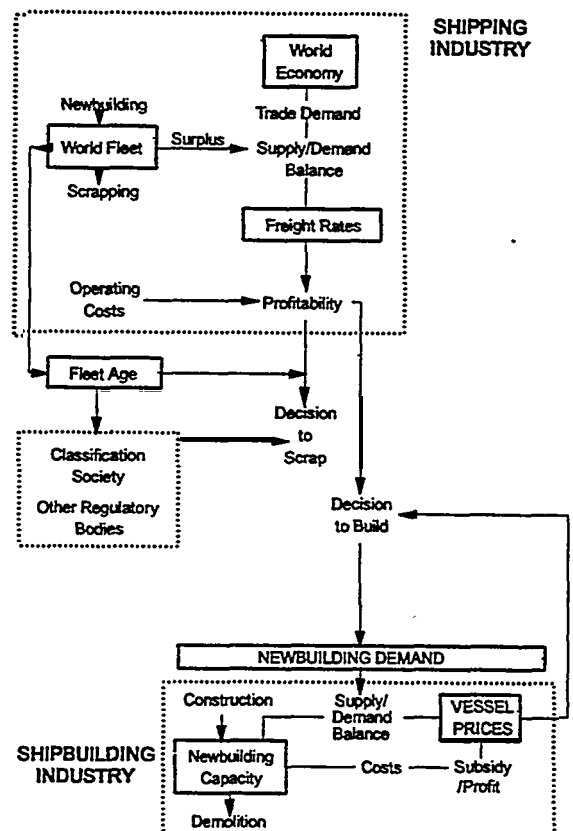 SHIPPING
INDUSTRY
World
Economy
Trade Demand
Newbuilding
World Fleet
Surplus
Supply/Demand
Balance
Scrapping
Freight Rates
Operating
Costs
Profitability
Fleet Age
Decision
to
Scrap
Classification
Society
Other Regulatory
Bodies
Decision
to Build
NEWBUILDING DEMAND
Construction
Supply/
Demand
Balance
VESSEL
PRICES
SHIPBUILDING
INDUSTRY
Newbuilding
Capacity
Costs
Subsidy
/Profit
Demolition